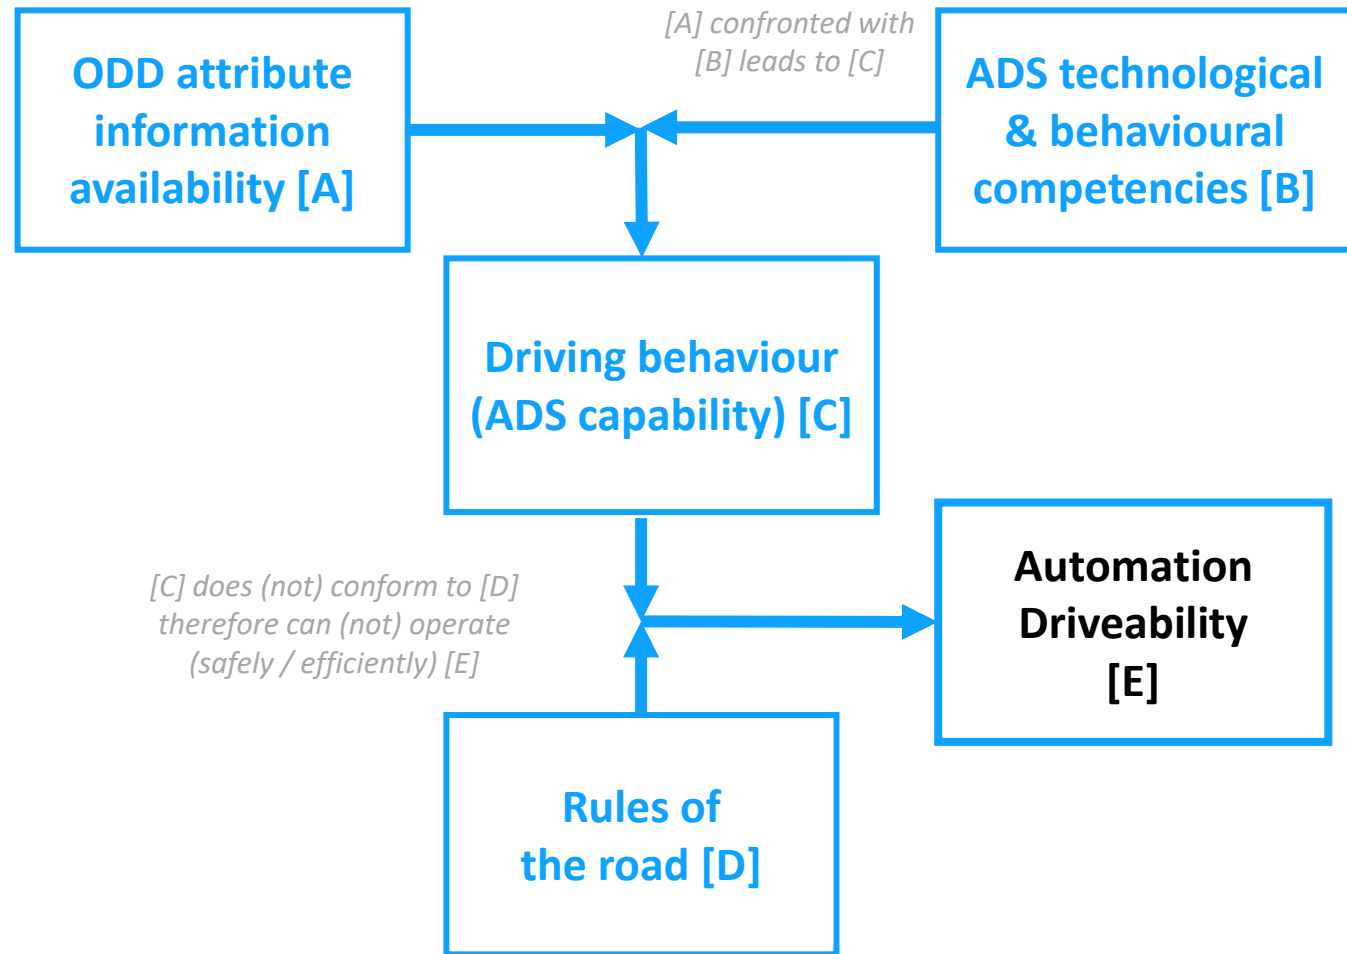 [A] confronted with
[B] leads to [C]
ODD attribute
information
availability [A]
ADS technological
& behavioural
competencies [B]
Driving behaviour
(ADS capability) [C]
[C] does (not) conform to [D]
therefore can (not) operate
(safely / efficiently) [E]
Automation
Driveability
[E]
Rules of
the road [D]